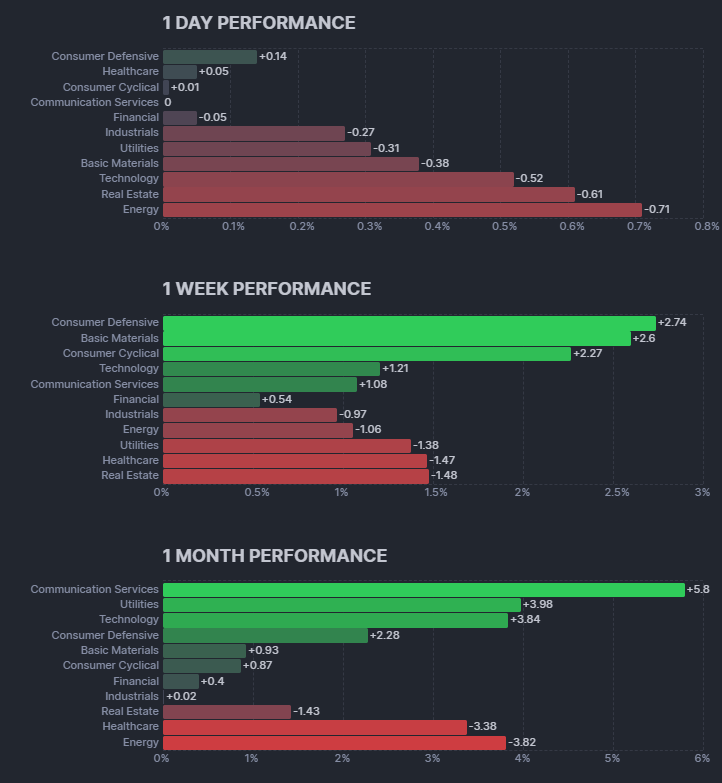 1 DAY PERFORMANCE
Consumer Defensive +0.14
Healthcare +0.05
Consumer Cyclical +0.01
Communication Services 0
Financial -0.05
Industrials -0.27
Utilities -0.31
Basic Materials -0.38
Technology -0.52
Real Estate -0.61
Energy -0.71
0% 0.1% 0.2% 0.3% 0.4% 0.5% 0.6% 0.7% 0.8%
1 WEEK PERFORMANCE
Consumer Defensive +2.74
Basic Materials +2.6
Consumer Cyclical +2.27
Technology +1.21
Communication Services +1.08
Financial +0.54
Industrials -0.97
Energy -1.06
Utilities -1.38
Healthcare -1.47
Real Estate -1.48
0% 0.5% 1% 1.5% 2% 2.5% 3%
1 MONTH PERFORMANCE
Communication Services +5.8
Utilities +3.98
Technology +3.84
Consumer Defensive +2.28
Basic Materials +0.93
Consumer Cyclical +0.87
Financial +0.4
Industrials +0.02
Real Estate -1.43
Healthcare -3.38
Energy -3.82
0% 1% 2% 3% 4% 5% 6%